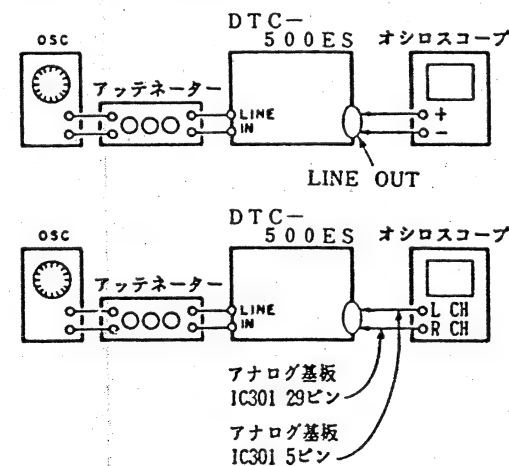 DTC-
500ES
OSC
オシロスコープ
アッテネーター
LINE
IN
+
-
LINE OUT
DTC-
500ES
OSC
オシロスコープ
アッテネーター
LINE
IN
L CH
R CH
アナログ基板
IC301 29ピン
アナログ基板
IC301 5ピン